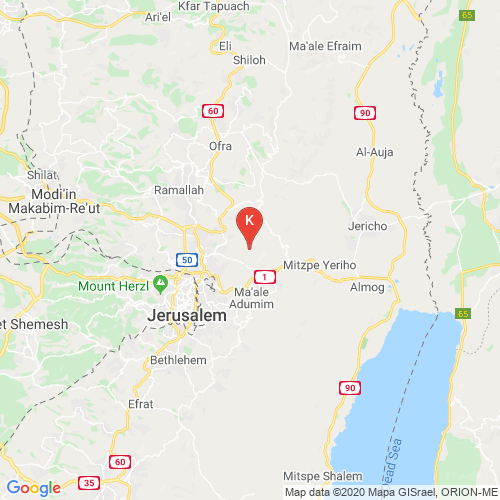 Kfar Tapuach
Ari'el
65
Eli
Ma'ale Efraim
Shiloh
60
90
Ofra
Al-Auja
Shilat
Ramallah
Modi'in
Makabim-Re'ut
K
Jericho
50
Mitzpe Yeriho
1
Mount Herzl
Almog
Ma'ale
Adumim
Jerusalem
65
et Shemesh
Bethlehem
90
Efrat
Dead Sea
60
35
Mitspe Shalem
Google
Map data ©2020 Mapa GISrael, ORION-ME